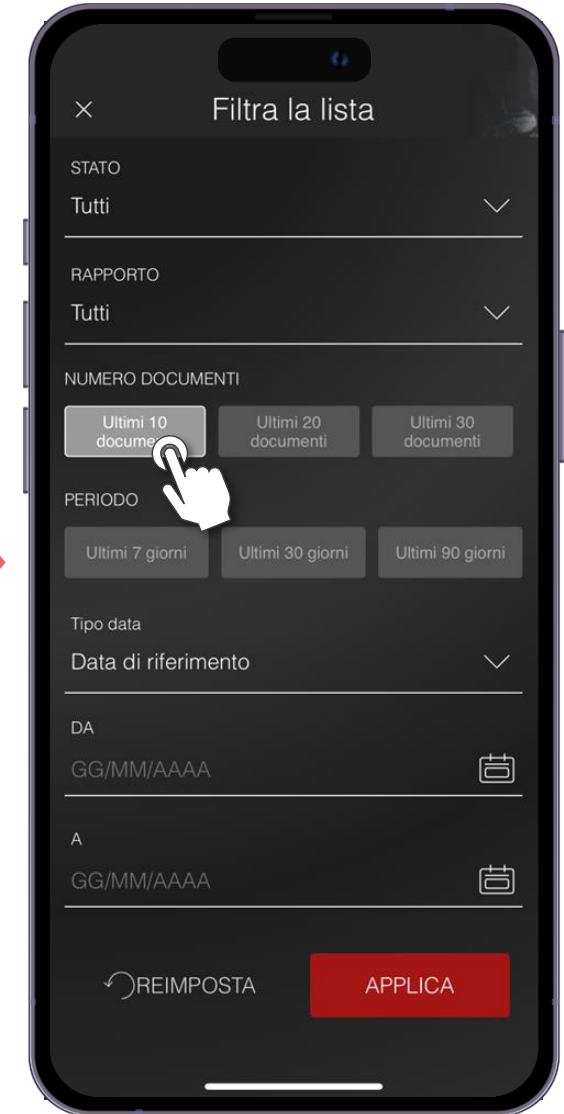 Filtra la lista
STATO
Tutti
RAPPORTO
Tutti
NUMERO DOCUMENTI
Ultimi 10
Ultimi 20
documenti
Ultimi 30
documenti
PERIODO
Ultimi 7 giorni
Ultimi 30 giorni
Ultimi 90 giorni
Tipo data
Data di riferimento
DA
GG/MM/AAAA
A
GG/MM/AAAA
REIMPOSTA
APPLICA